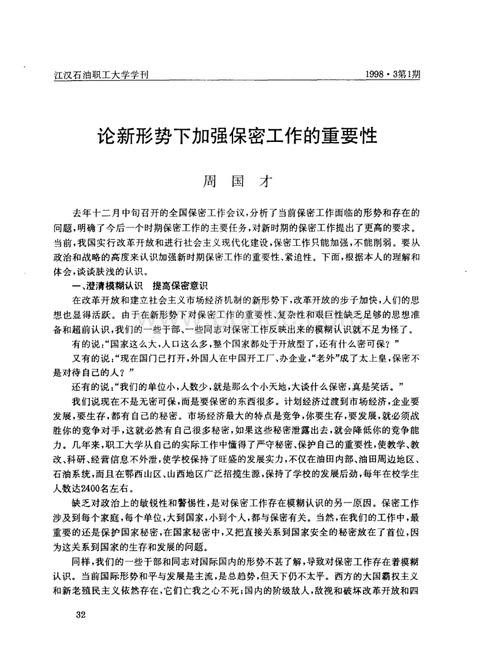 江汉石油职工大学学刊
1998·3第1期
论新形势下加强保密工作的重要性
周国才
去年十二月中旬召开的全国保密工作会议,分析了当前保密工作面临的形势和存在的
问题,明确了今后一个时期保密工作的主要任务,对新时期的保密工作提出了更高的要求。
当前,我国实行改革开放和进行社会主义现代化建设,保密工作只能加强,不能削弱。要从
政治和战略的高度来认识加强新时期保密工作的重要性、紧迫性。下面,根据本人的理解和
体会,谈谈肤浅的认识。
一、澄清模糊认识 提高保密意识
在改革开放和建立社会主义市场经济机制的新形势下,改革开放的步子加快,人们的思
想也显得活跃。由于在新形势下对保密工作的重要性、复杂性和艰巨性缺乏足够的思想准
备和超前认识,我们的一些干部、一些同志对保密工作反映出来的模糊认识就不足为怪了。
有的说:“国家这么大,人口这么多,整个国家都处于开放型了,还有什么密可保?”
又有的说:“现在国门已打开,外国人在中国开工厂、办企业,“老外”成了太上皇,保密不
是对待自己的人?”
还有的说:“我们的单位小,人数少,就是那么个小天地,大谈什么保密,真是笑话。”
我们说现在不是无密可保,而是要保密的东西很多。计划经济过渡到市场经济,企业要
发展,要生存,都有自己的秘密。市场经济最大的特点是竞争,你要生存,要发展,就必须战
胜你的竞争对手,这就必然有自己很多秘密,如果这些秘密泄露出去,就会降低你的竞争能
力。几年来,职工大学从自己的实际工作中懂得了严守秘密、保护自己的重要性,使教学、教
改、科研、经营信息不外泄,使学校保持了旺盛的发展实力,不仅在油田内部、油田周边地区、
石油系统,而且在鄂西山区、山西地区广泛招揽生源,保持了学校的发展后劲,每年在校学生
人数达2400名左右。
缺乏对政治上的敏锐性和警惕性,是对保密工作存在模糊认识的另一原因。保密工作
涉及到每个家庭,每个单位,大到国家,小到个人,都与保密有关。当然,在我们的工作中,最
重要的还是保护国家秘密,在国家秘密中,又把直接关系到国家安全的秘密放在了首位,因
为这关系到国家的生存和发展的问题。
同样,我们的一些干部和同志对国际国内的形势不甚了解,导致对保密工作存在着模糊
认识。当前国际形势和平与发展是主流,是总趋势,但天下仍不太平。西方的大国霸权主义
和新老殖民主义依然存在,它们亡我之心不死;国内的阶级敌人,敌视和破坏改革开放和四
32